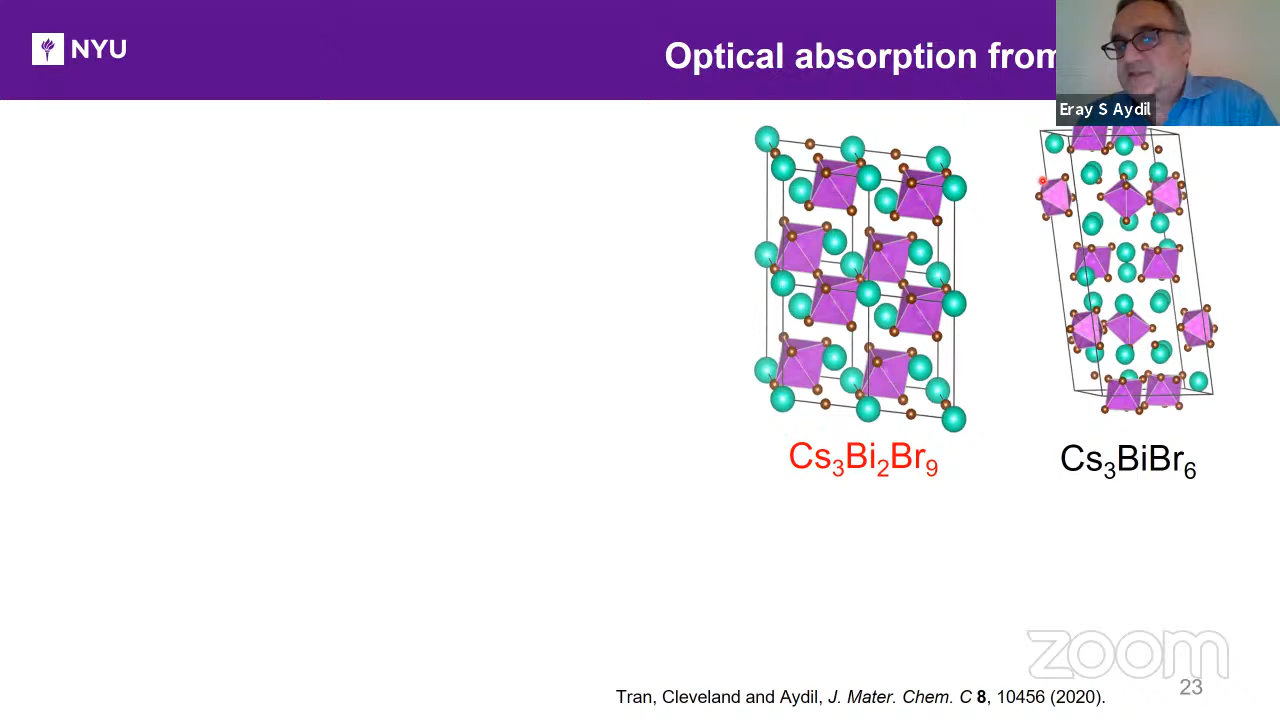 NYU
Optical absorption from
Eray S Aydil
Cs₃Bi₂Br₉
Cs₃BiBr₆
zoom
23
Tran, Cleveland and Aydil, J. Mater. Chem. C 8, 10456 (2020).